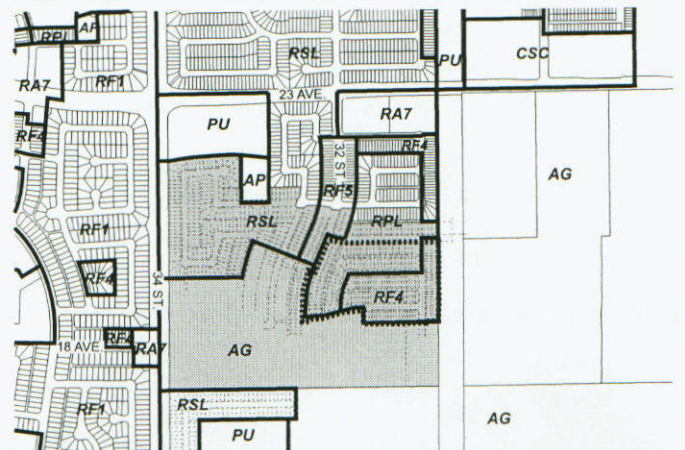 RPL AP
RSL
PU
CSC
RA7
RF1
23 AVE.
PU
RA7
RF4
RF4
32 ST.
AG
AP
RF5
RF1
RSL
RPL
RF4
34 ST
RF4
RF4
18 AVE.
RA7
AG
RF1
RSL
AG
PU